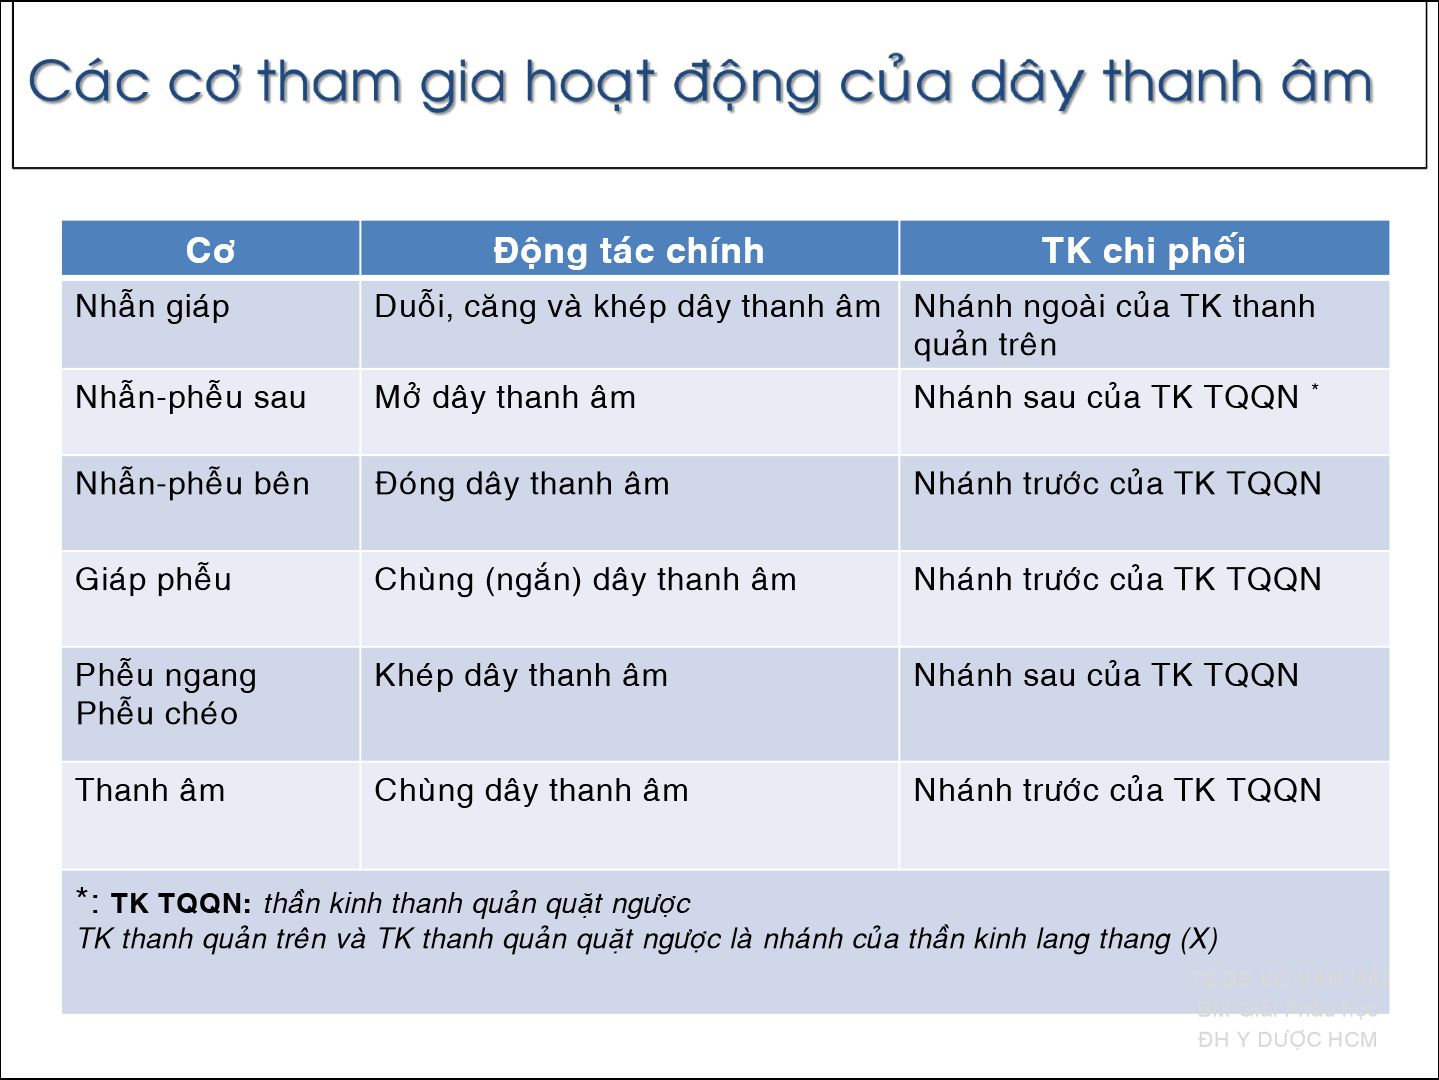 Các cơ tham gia hoạt động của dây thanh âm
Cơ
Động tác chính
TK chi phối
Nhẫn giáp
Duỗi, căng và khép dây thanh âm
Nhánh ngoài của TK thanh
quản trên
Nhẫn-phễu sau
Mở dây thanh âm
Nhánh sau của TK TQQN *
Nhẫn-phễu bên
Đóng dây thanh âm
Nhánh trước của TK TQQN
Giáp phễu
Chùng (ngắn) dây thanh âm
Nhánh trước của TK TQQN
Phễu ngang
Phễu chéo
Khép dây thanh âm
Nhánh sau của TK TQQN
Thanh âm
Chùng dây thanh âm
Nhánh trước của TK TQQN
*: TK TQQN: thần kinh thanh quản quặt ngược
TK thanh quản trên và TK thanh quản quặt ngược là nhánh của thần kinh lang thang (X)
BM Giải Phẫu học
ĐH Y DƯỢC HCM